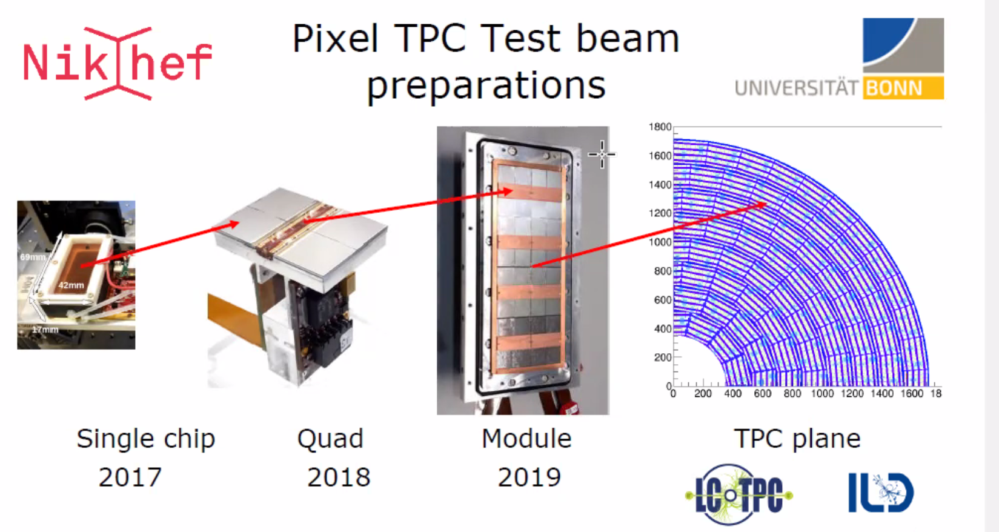 Nikhef
Pixel TPC Test beam
preparations
UNIVERSITÄT BONN
69mm
42mm
17mm
1800
1600
1400
1200
1000
800
600
400
200
0
0 200 400 600 800 1000 1200 1400 1600 18
Single chip
2017
Quad
2018
Module
2019
TPC plane
LC TPC
ILD